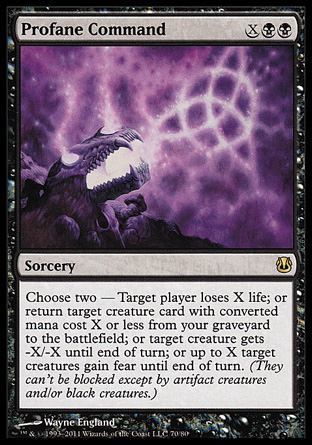 Profane Command X
Sorcery
Choose two — Target player loses X life; or
return target creature card with converted
mana cost X or less from your graveyard
to the battlefield; or target creature gets
-X/-X until end of turn; or up to X target
creatures gain fear until end of turn. (They
can't be blocked except by artifact creatures
and/or black creatures.)
Wayne England
™ & © 1993-2011 Wizards of the Coast LLC 70/80